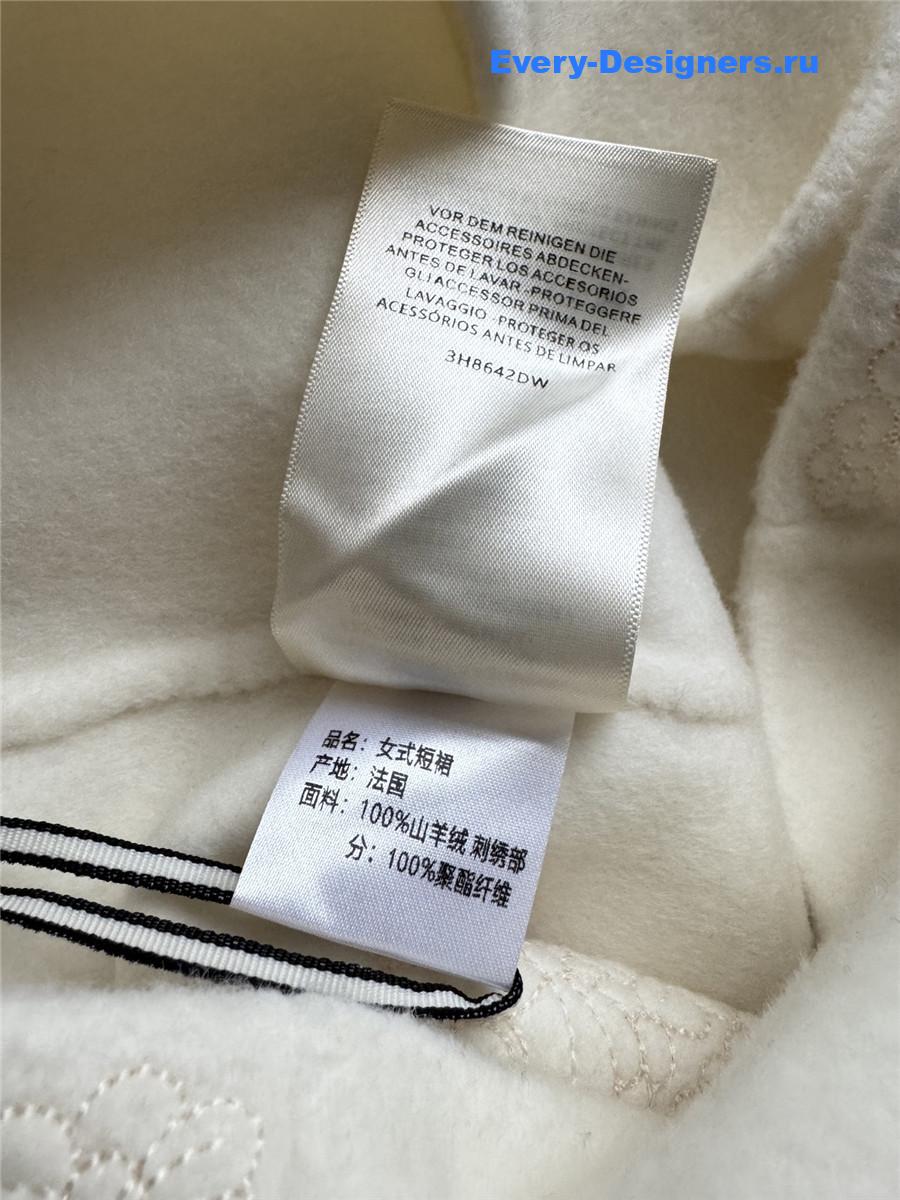 Every-Designers.ru
VOR DEM REINIGEN DIE
ACCESSOIRES ABDECKEN-
PROTEGER LOS ACCESORIOS
ANTES DE LAVAR -PROTEGGERE
GLI ACCESSOR PRIMA DEL
LAVAGGIO - PROTEGER OS
ACESSÓRIOS ANTES DE LIMPAR
3H8642DW
品名：女式短裙
产地：法国
面料：100%山羊绒 刺绣部
分：100%聚酯纤维